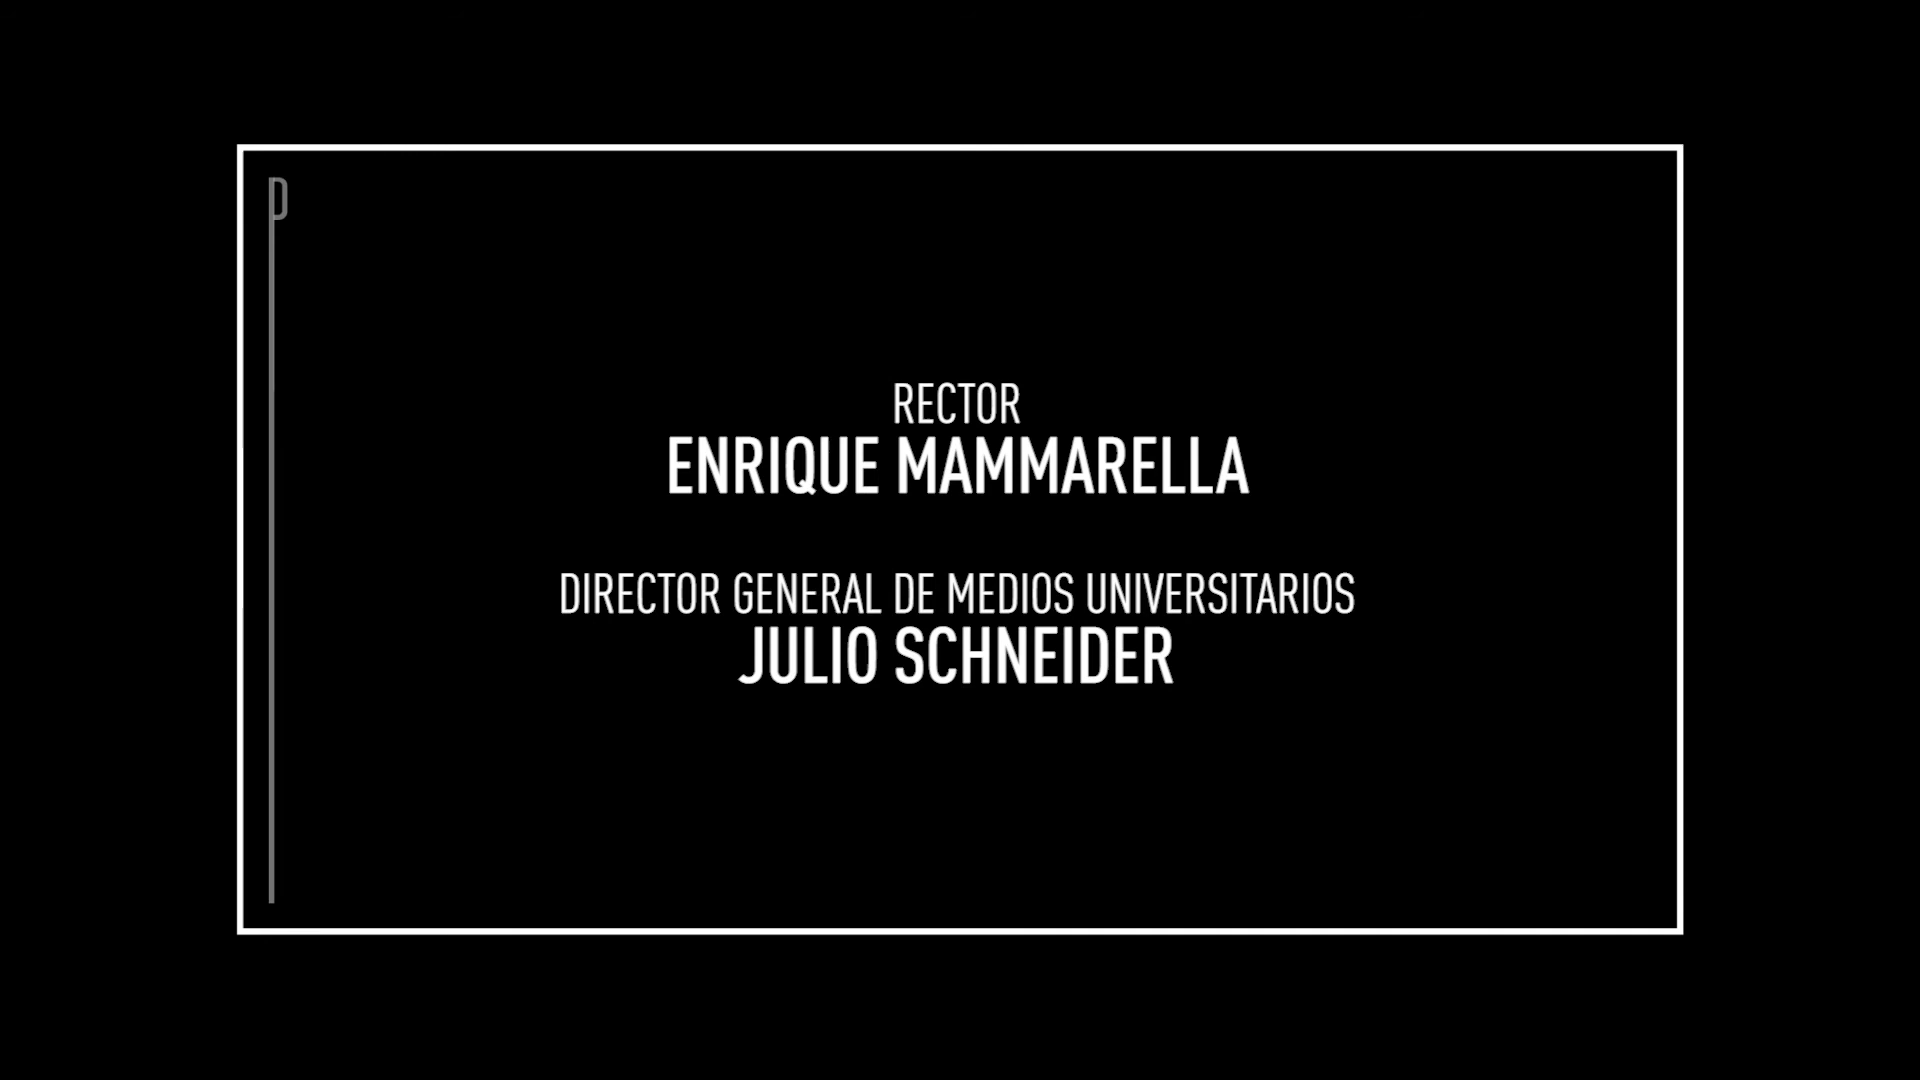 D
RECTOR
ENRIQUE MAMMARELLA
DIRECTOR GENERAL DE MEDIOS UNIVERSITARIOS
JULIO SCHNEIDER